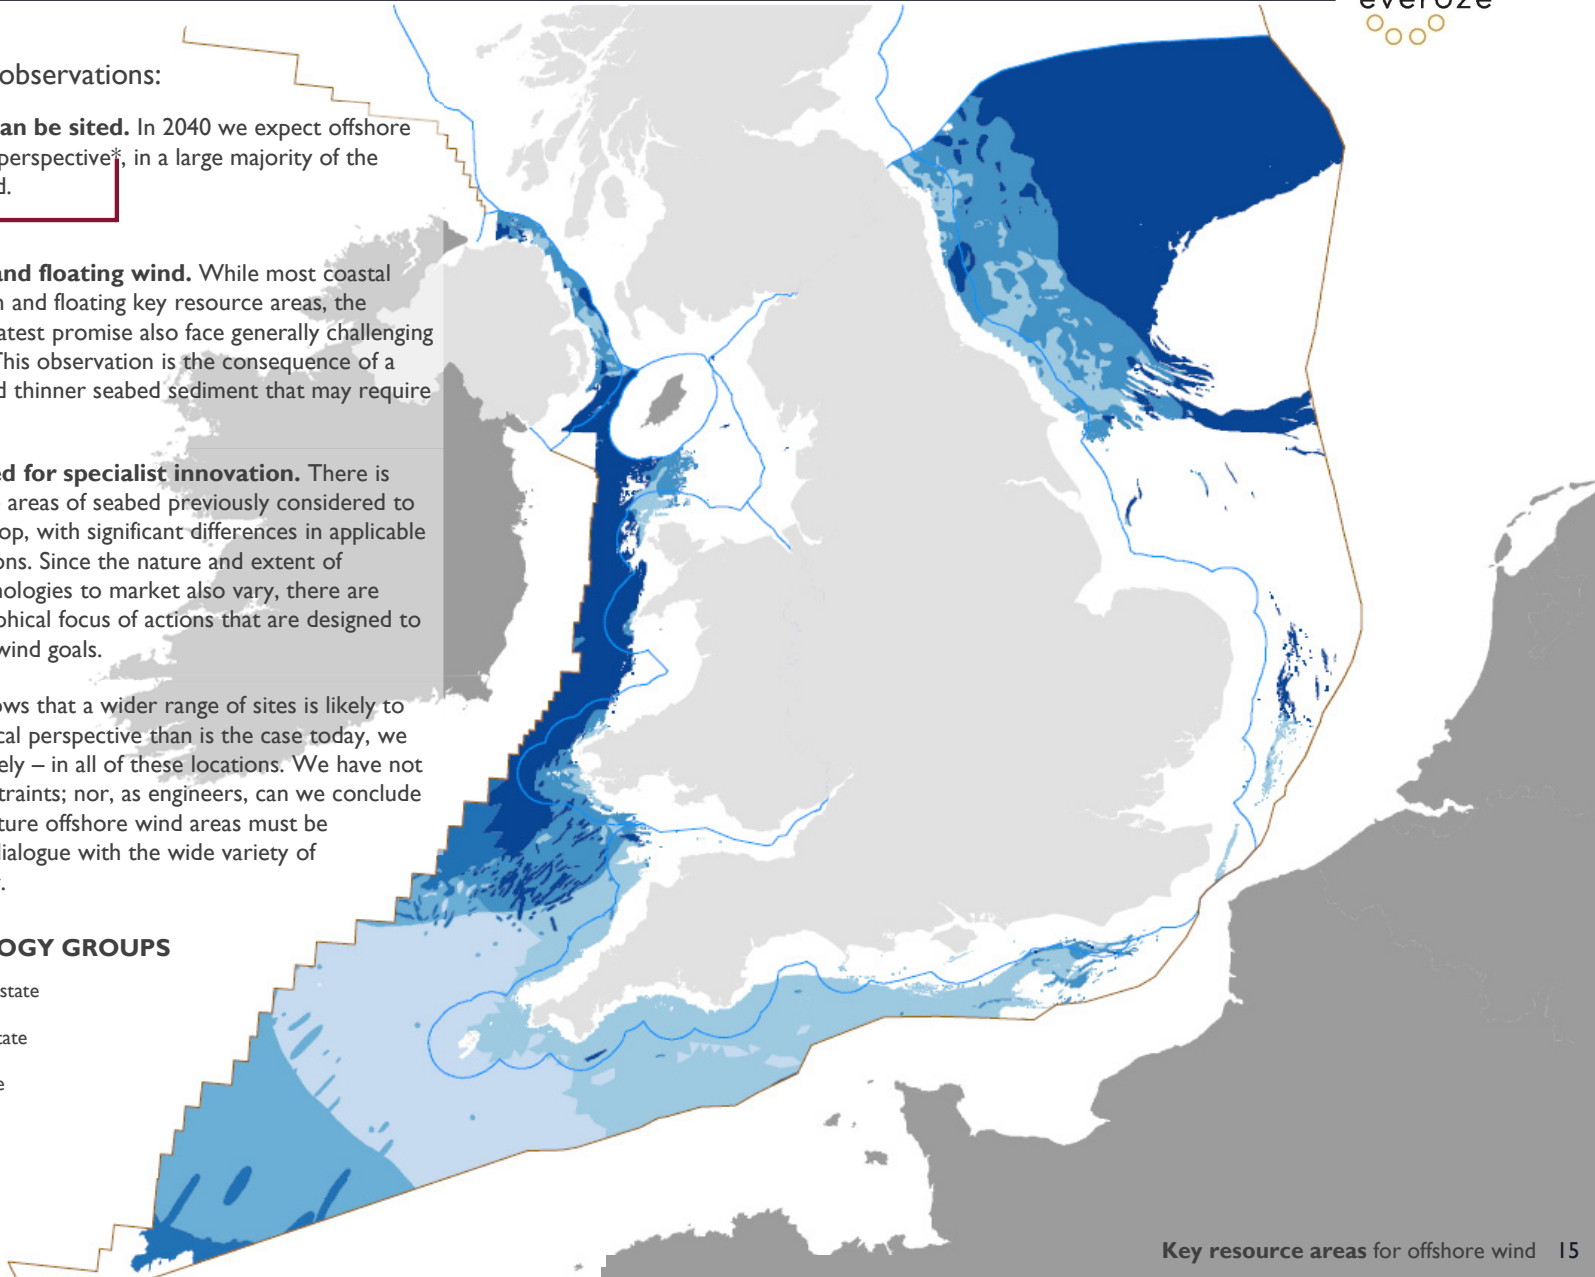 everoze
observations:
an be sited. In 2040 we expect offshore
perspective*, in a large majority of the
d.
and floating wind. While most coastal
n and floating key resource areas, the
atest promise also face generally challenging
This observation is the consequence of a
d thinner seabed sediment that may require
ed for specialist innovation. There is
areas of seabed previously considered to
op, with significant differences in applicable
ons. Since the nature and extent of
nologies to market also vary, there are
phical focus of actions that are designed to
wind goals.
ows that a wider range of sites is likely to
cal perspective than is the case today, we
ely – in all of these locations. We have not
traints; nor, as engineers, can we conclude
ture offshore wind areas must be
dialogue with the wide variety of
OGY GROUPS
state
tate
e
Key resource areas for offshore wind 15